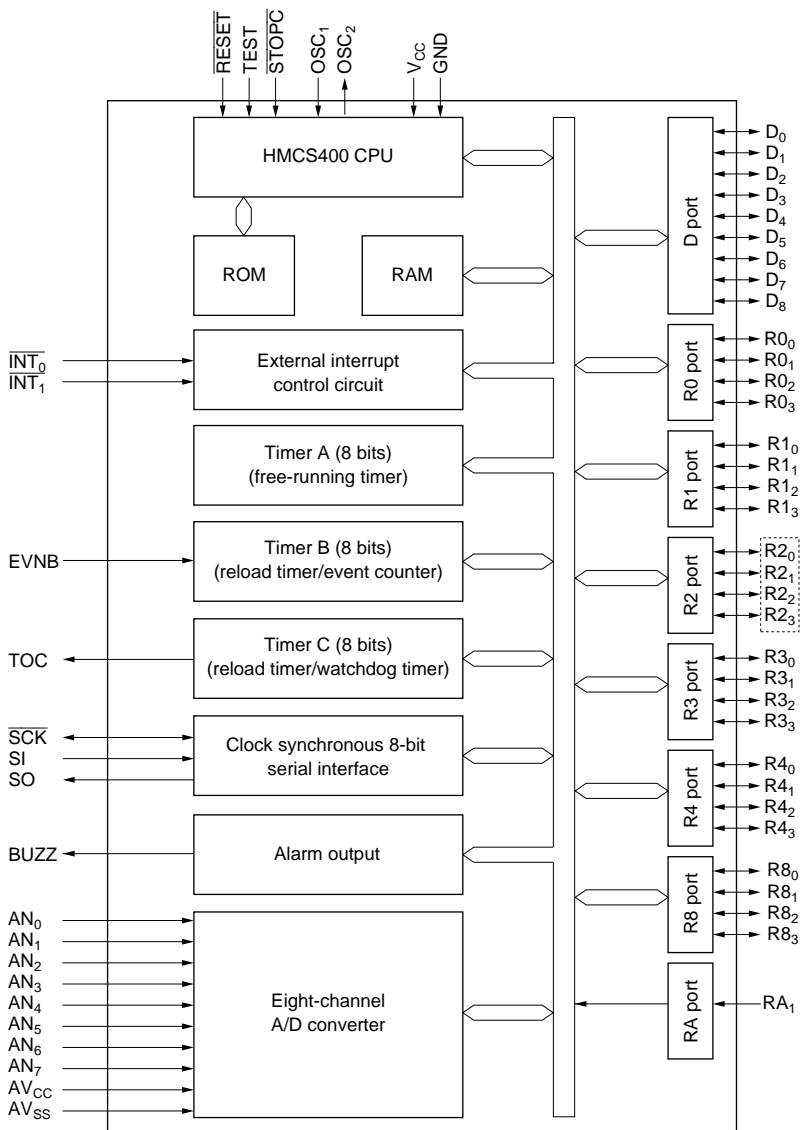 RESET
TEST
STOPC
OSC1
OSC2
VCC
GND
HMCS400 CPU
ROM
RAM
INT0
INT1
External interrupt
control circuit
Timer A (8 bits)
(free-running timer)
EVNB
Timer B (8 bits)
(reload timer/event counter)
TOC
Timer C (8 bits)
(reload timer/watchdog timer)
SCK
SI
SO
Clock synchronous 8-bit
serial interface
BUZZ
Alarm output
AN0
AN1
AN2
AN3
AN4
AN5
AN6
AN7
AVCC
AVSS
Eight-channel
A/D converter
D port
D0
D1
D2
D3
D4
D5
D6
D7
D8
R0 port
R00
R01
R02
R03
R1 port
R10
R11
R12
R13
R2 port
R20
R21
R22
R23
R3 port
R30
R31
R32
R33
R4 port
R40
R41
R42
R43
R8 port
R80
R81
R82
R83
RA port
RA1